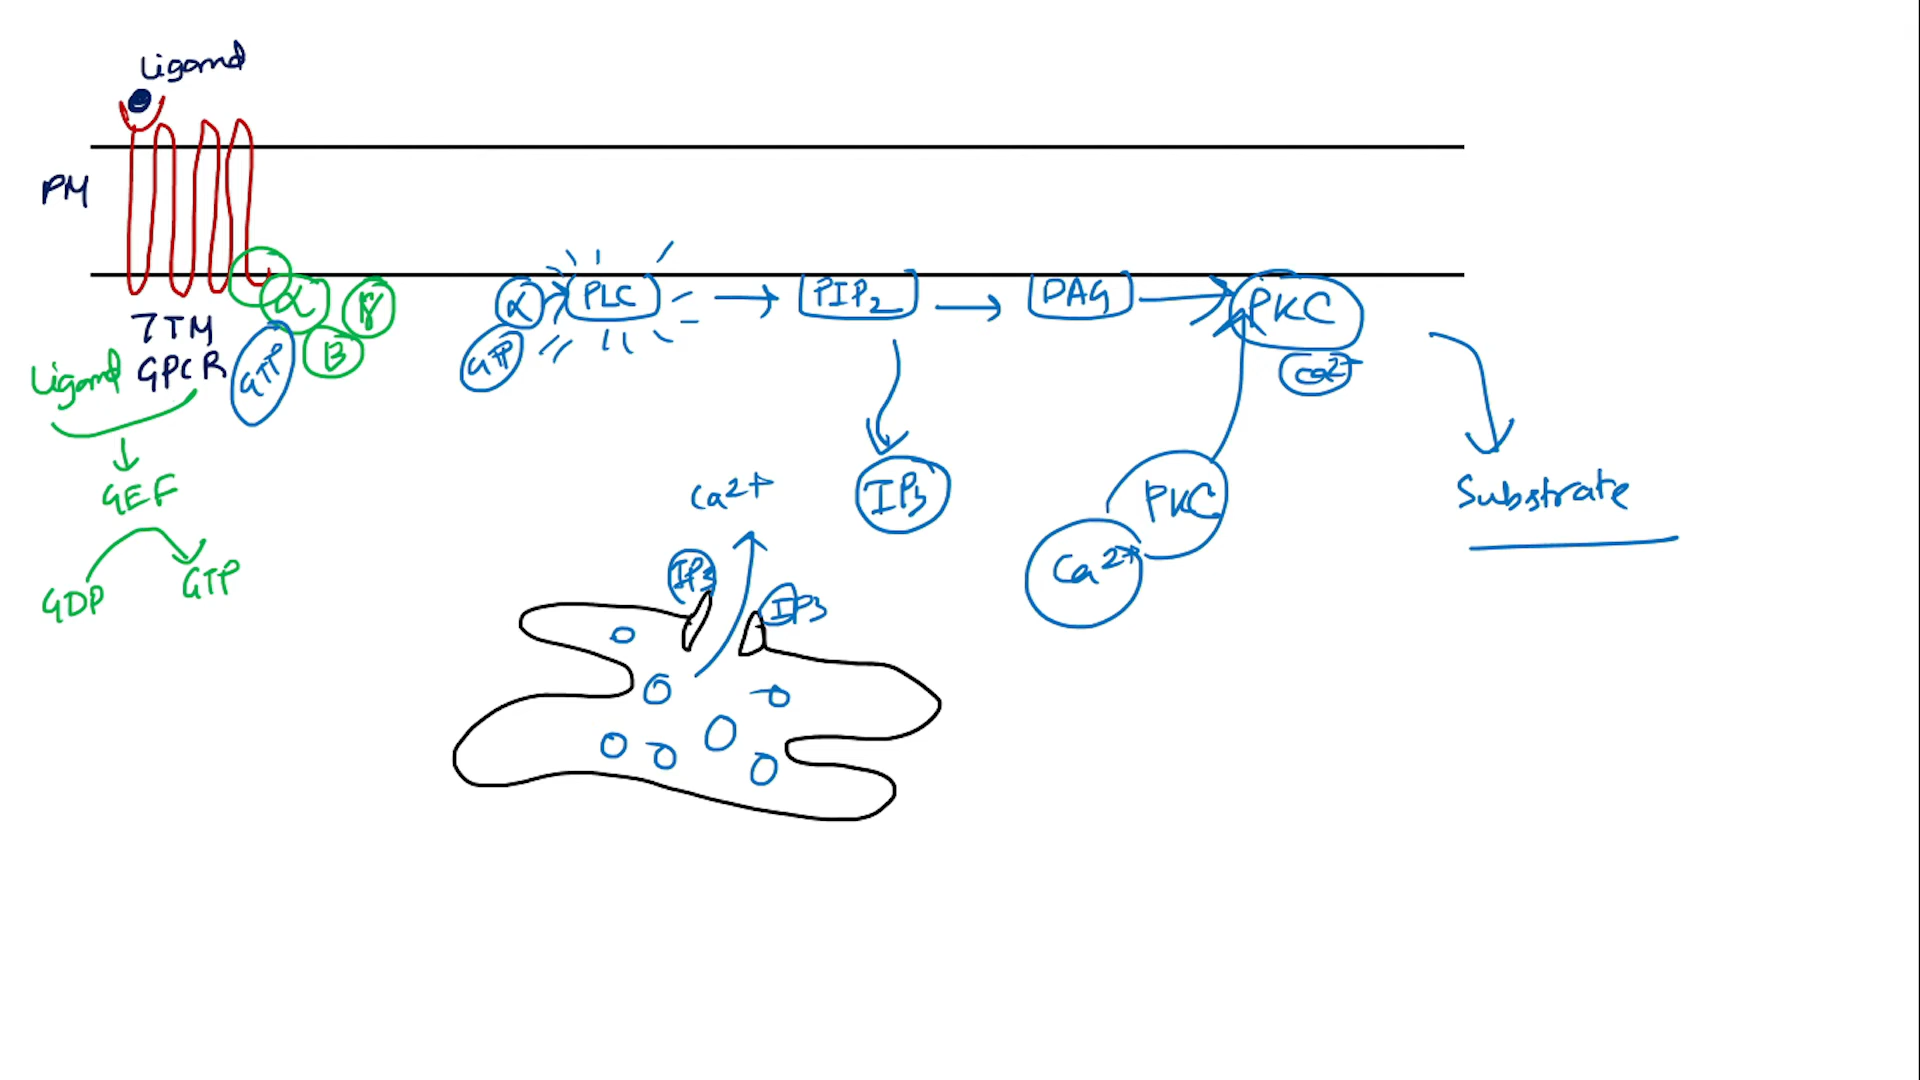 Ligand
PM
7TM
GPCR
α
β
γ
GTP
Ligand
GEF
GDP
GTP
α
GTP
PLC
PIP₂
DAG
PKC
Ca²⁺
IP₃
Ca²⁺
IP₃
IP₃
PKC
Ca²⁺
Substrate